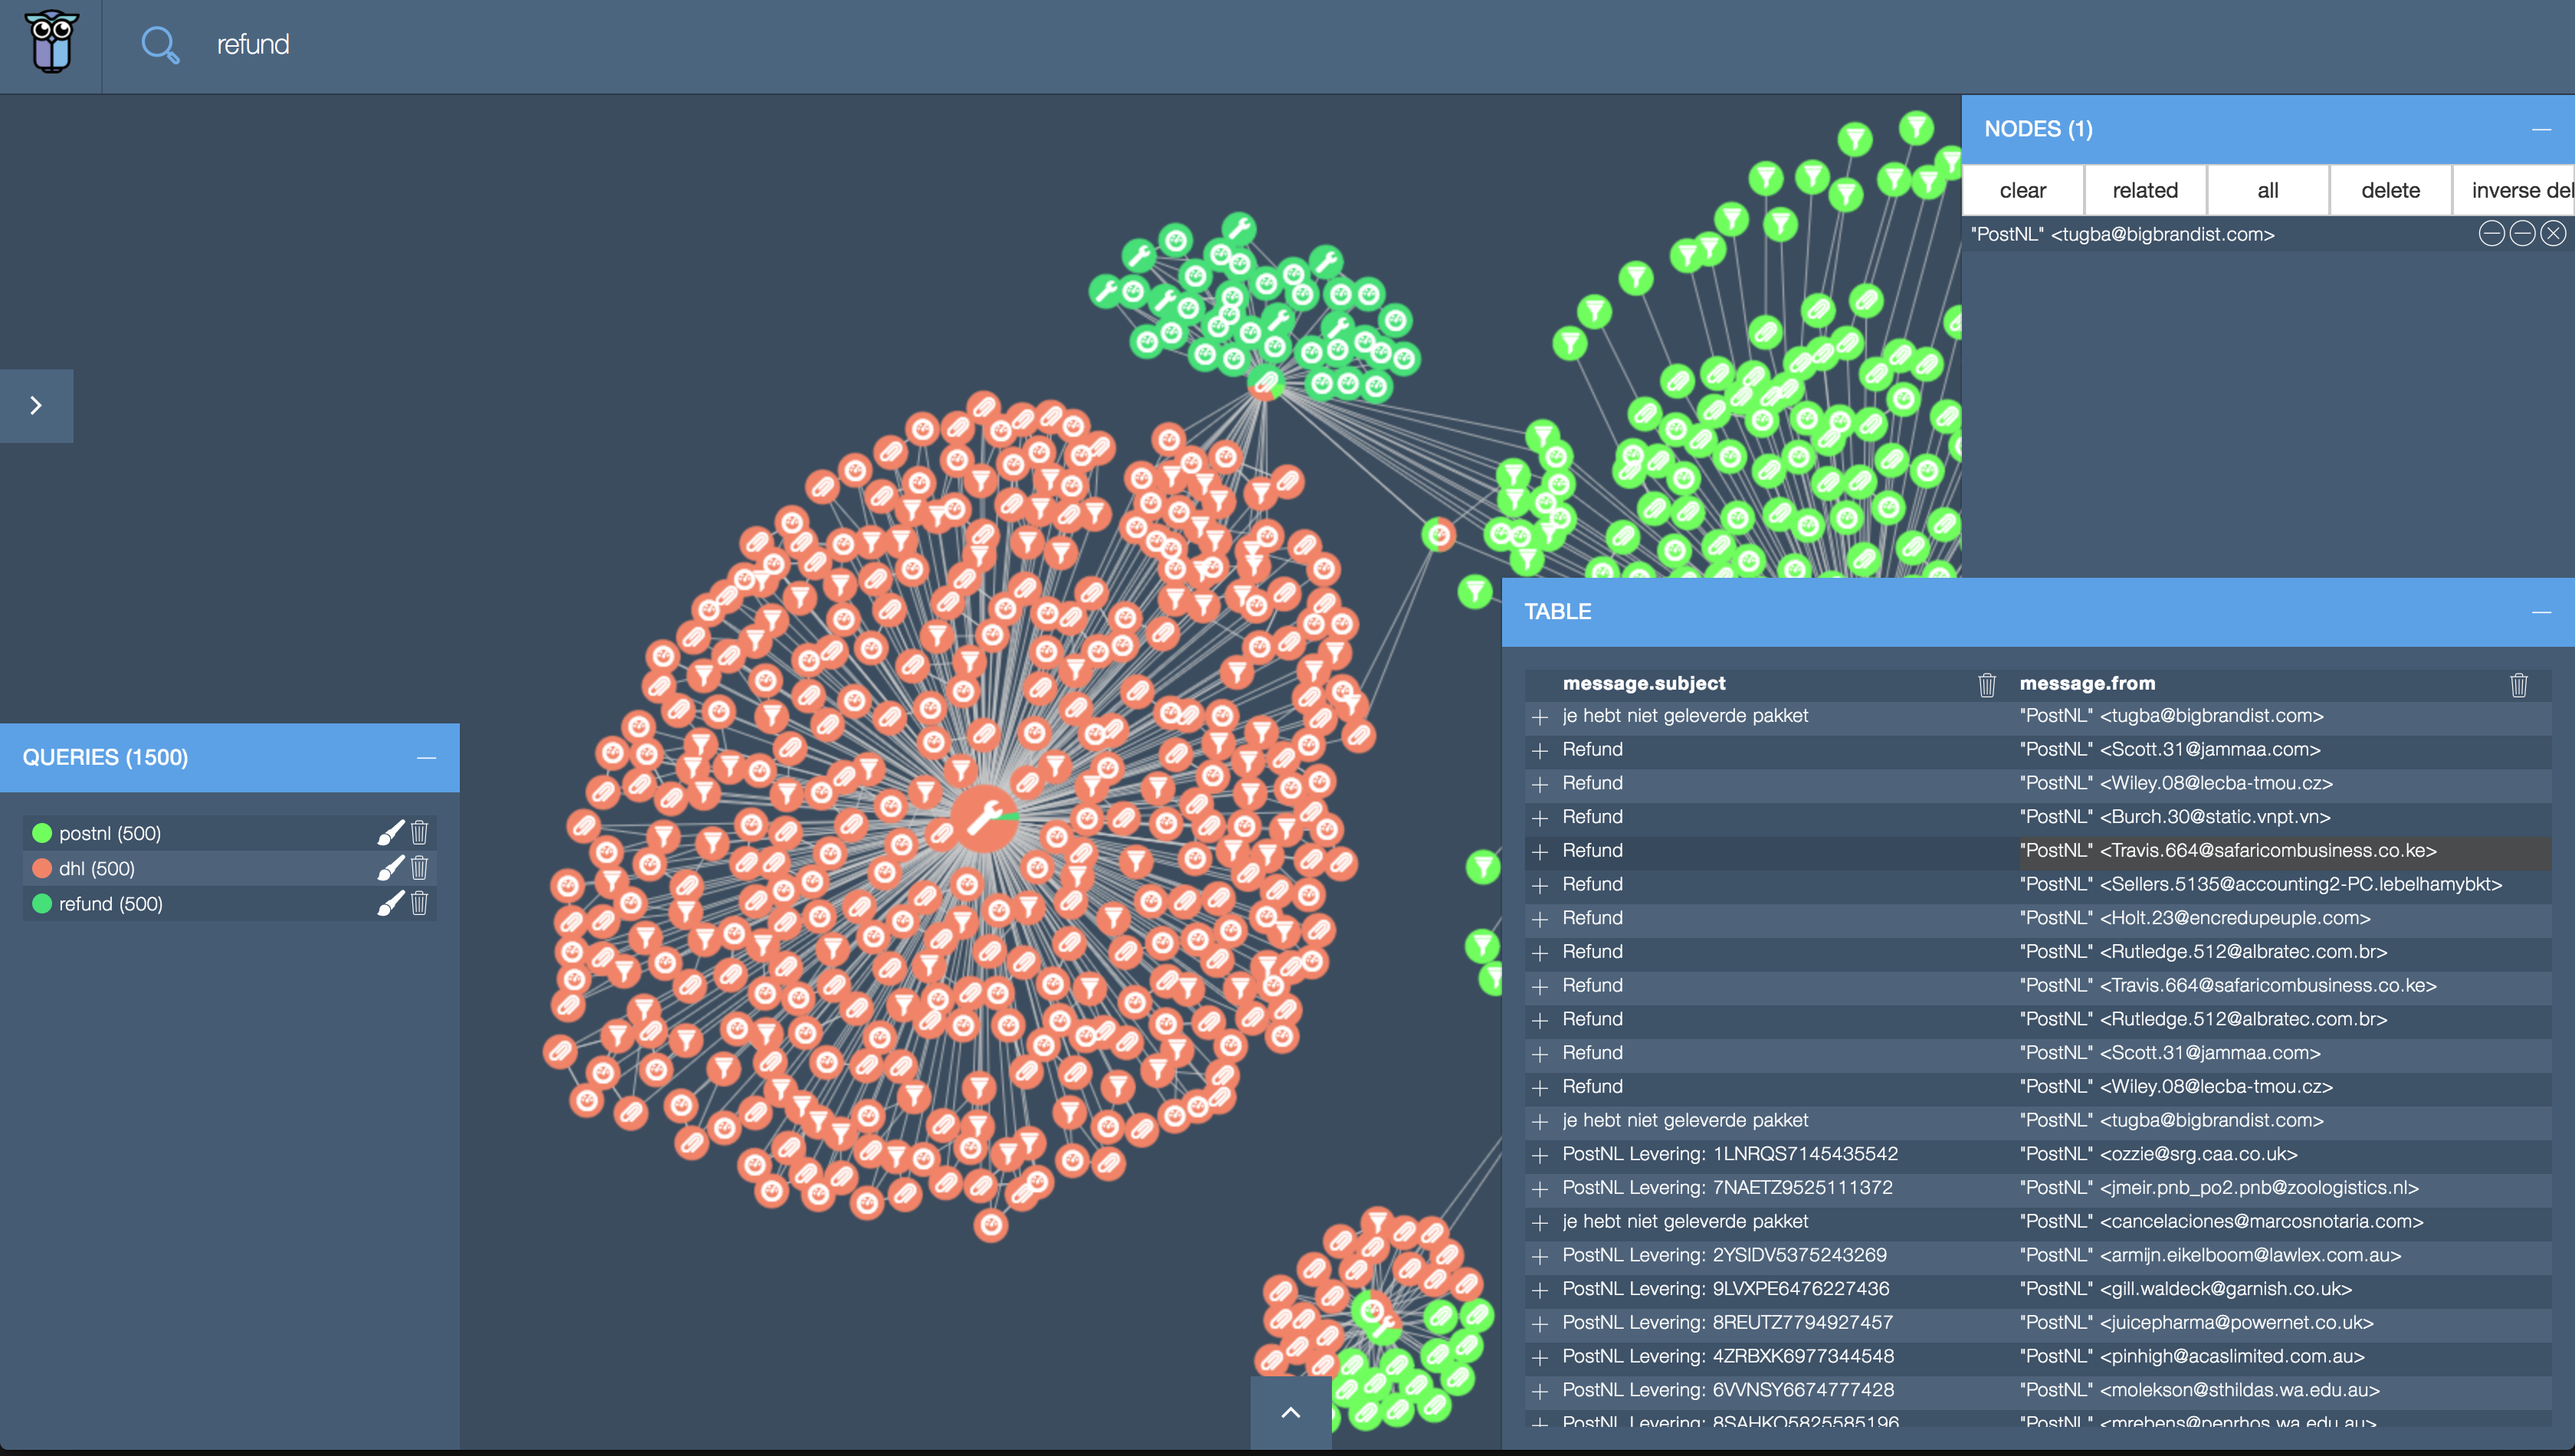 refund
NODES (1)
clear related all delete inverse del
"PostNL" <tugba@bigbrandist.com>
QUERIES (1500)
postnl (500)
dhl (500)
refund (500)
TABLE
message.subject message.from
je hebt niet geleverde pakket "PostNL" <tugba@bigbrandist.com>
Refund "PostNL" <Scott.31@jammaa.com>
Refund "PostNL" <Wiley.08@lecba-tmou.cz>
Refund "PostNL" <Burch.30@static.vnpt.vn>
Refund "PostNL" <Travis.664@safaricombusiness.co.ke>
Refund "PostNL" <Sellers.5135@accounting2-PC.lebelhamybkt>
Refund "PostNL" <Holt.23@encredupeuple.com>
Refund "PostNL" <Rutledge.512@albratec.com.br>
Refund "PostNL" <Travis.664@safaricombusiness.co.ke>
Refund "PostNL" <Rutledge.512@albratec.com.br>
Refund "PostNL" <Scott.31@jammaa.com>
Refund "PostNL" <Wiley.08@lecba-tmou.cz>
je hebt niet geleverde pakket "PostNL" <tugba@bigbrandist.com>
PostNL Levering: 1LNRQS7145435542 "PostNL" <ozzie@srg.caa.co.uk>
PostNL Levering: 7NAETZ9525111372 "PostNL" <jmeir.pnb_po2.pnb@zoologistics.nl>
je hebt niet geleverde pakket "PostNL" <cancelaciones@marcosnotaria.com>
PostNL Levering: 2YSIDV5375243269 "PostNL" <armijn.eikelboom@lawlex.com.au>
PostNL Levering: 9LVXPE6476227436 "PostNL" <gill.waldeck@garnish.co.uk>
PostNL Levering: 8REUTZ7794927457 "PostNL" <juicepharma@powernet.co.uk>
PostNL Levering: 4ZRBXK6977344548 "PostNL" <pinhigh@acaslimited.com.au>
PostNL Levering: 6VVNSY6674777428 "PostNL" <molekson@sthildas.wa.edu.au>
PostNL Levering: 8SAHKO5825585196 "PostNL" <mrebens@penrhos.wa.edu.au>